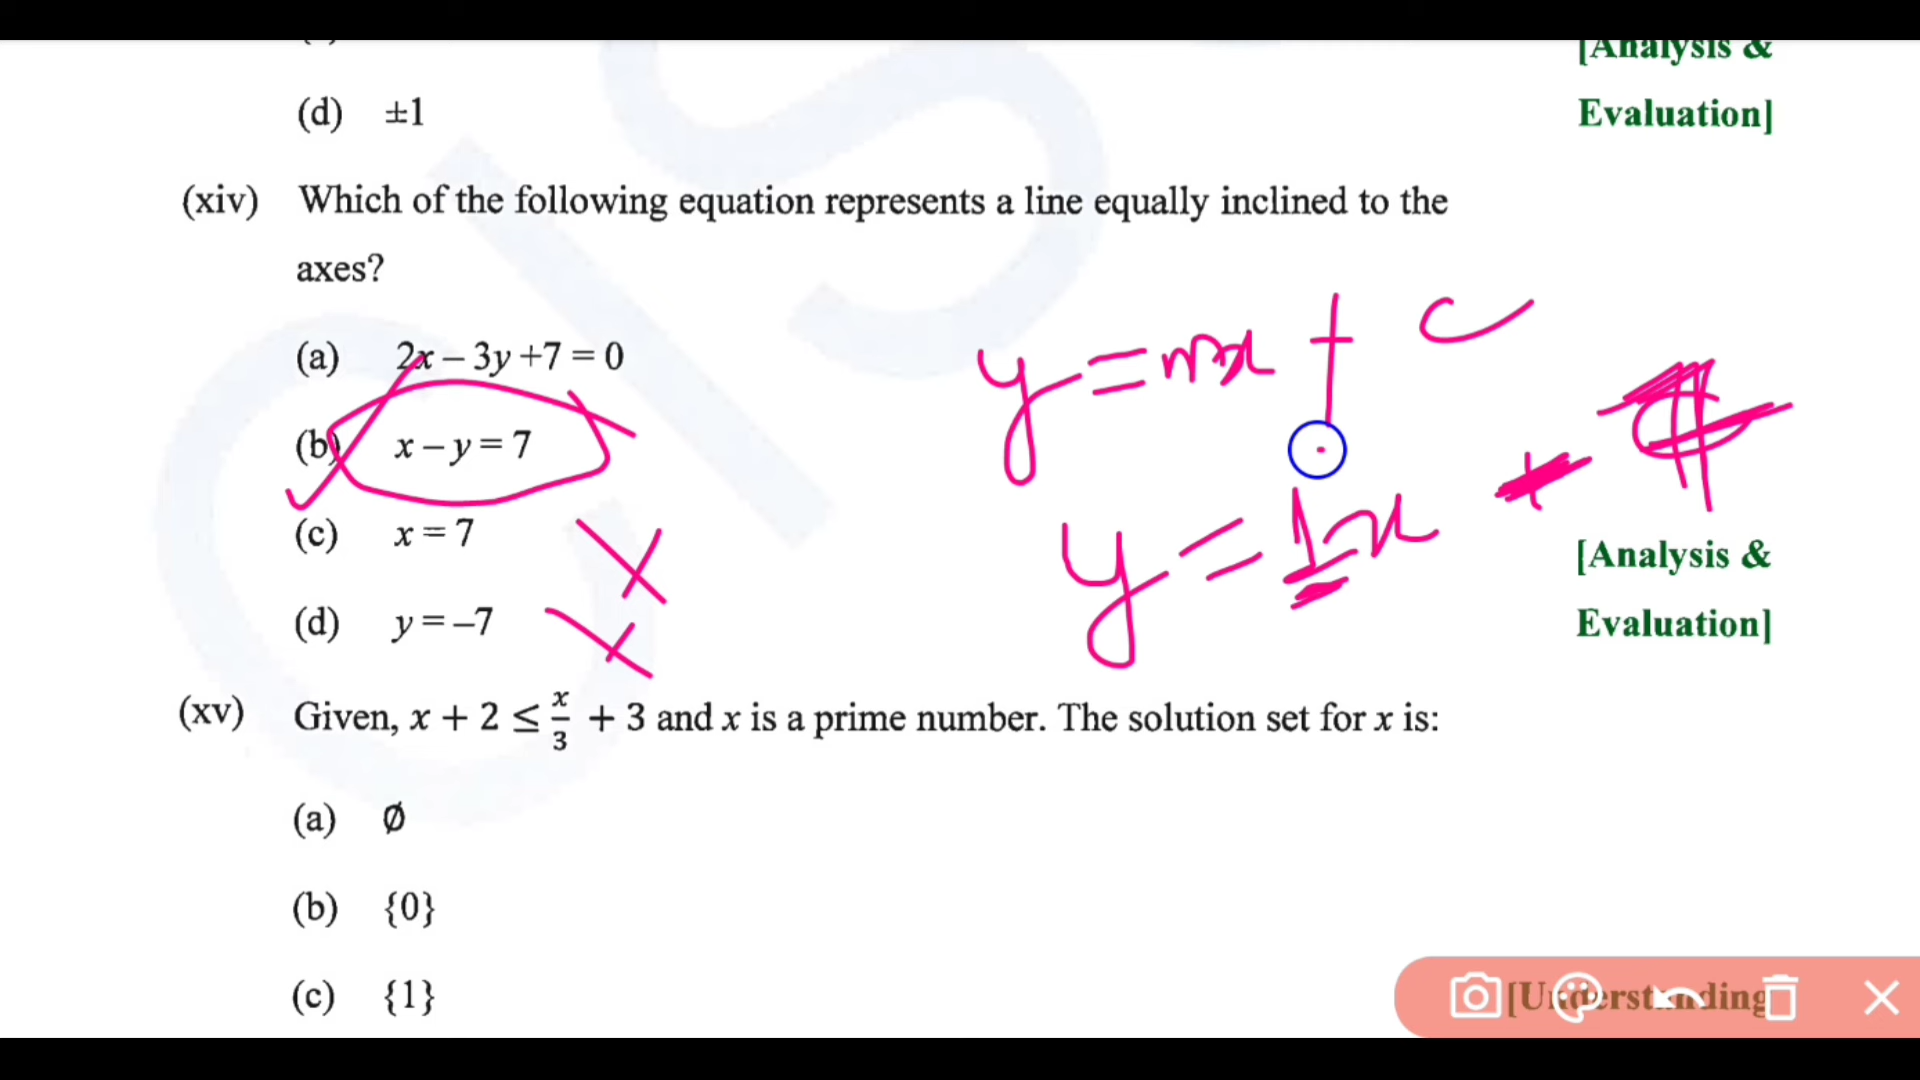 [Analysis &
(d) ±1
Evaluation]
(xiv) Which of the following equation represents a line equally inclined to the
axes?
(a) 2x – 3y +7 = 0
(b) x – y = 7
(c) x = 7
(d) y = –7
y = mx + c
y = 1x
[Analysis &
Evaluation]
(xv) Given, x + 2 ≤ x/3 + 3 and x is a prime number. The solution set for x is:
(a) ∅
(b) {0}
(c) {1}
[Understanding